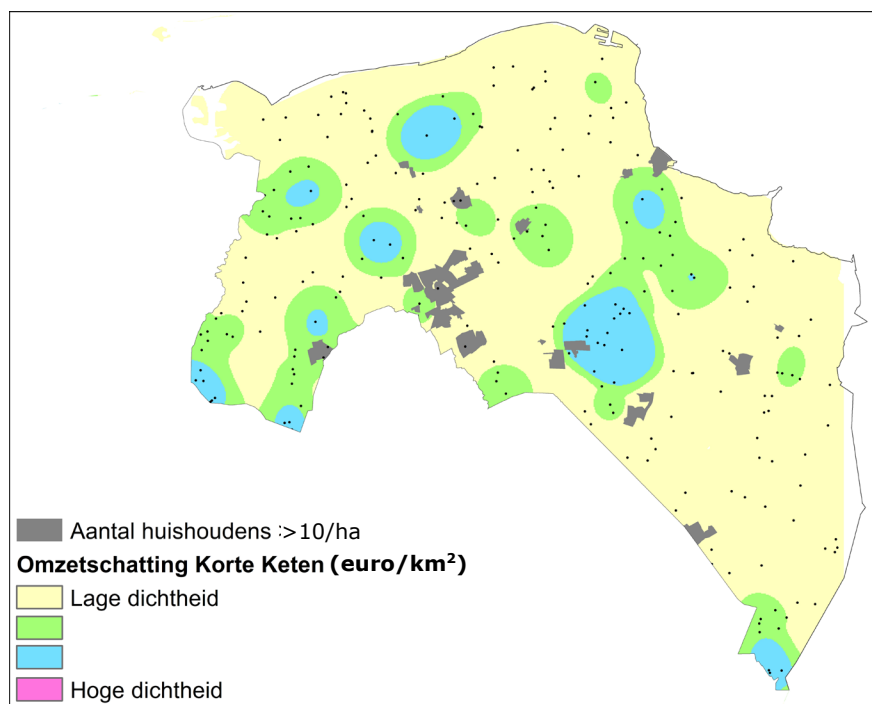 Aantal huishoudens :>10/ha
Omzetschatting Korte Keten (euro/km²)
Lage dichtheid
Hoge dichtheid